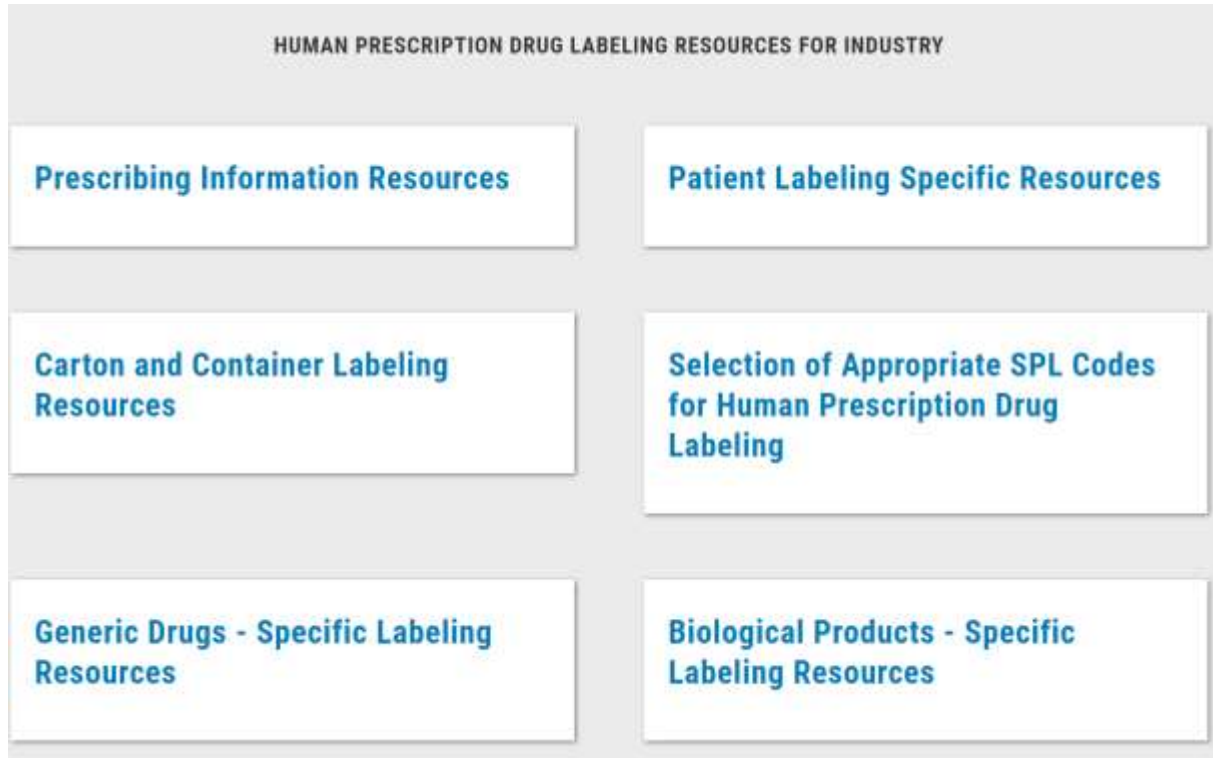 HUMAN PRESCRIPTION DRUG LABELING RESOURCES FOR INDUSTRY
Prescribing Information Resources
Patient Labeling Specific Resources
Carton and Container Labeling
Resources
Selection of Appropriate SPL Codes
for Human Prescription Drug
Labeling
Generic Drugs - Specific Labeling
Resources
Biological Products - Specific
Labeling Resources